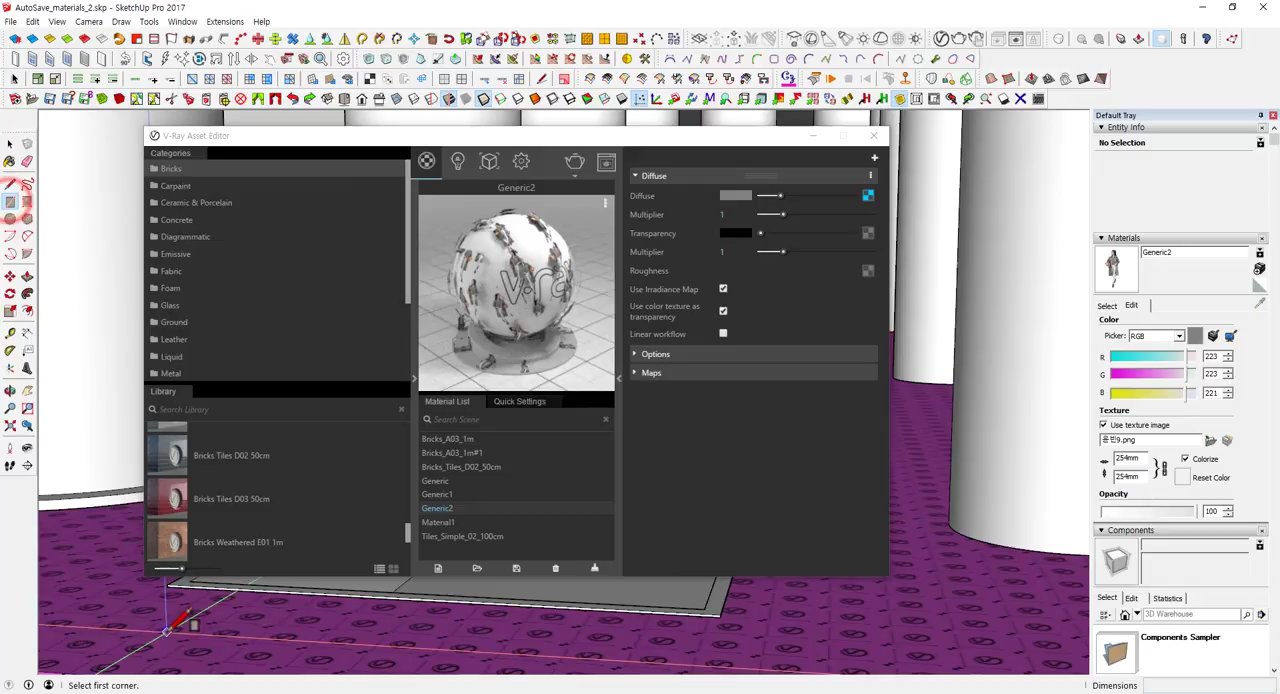 AutoSave_materials_2.skp - SketchUp Pro 2017
File Edit View Camera Draw Tools Window Extensions Help
V-Ray Asset Editor
Categories
Bricks
Carpaint
Ceramic & Porcelain
Concrete
Diagrammatic
Emissive
Fabric
Foam
Glass
Ground
Leather
Liquid
Metal
Library
Search Library
Bricks Tiles D02 50cm
Bricks Tiles D03 50cm
Bricks Weathered E01 1m
Generic2
Material List Quick Settings
Search Scene
Bricks_A03_1m
Bricks_A03_1m#1
Bricks_Tiles_D02_50cm
Generic
Generic1
Generic2
Material1
Tiles_Simple_02_100cm
Diffuse
Diffuse
Multiplier 1
Transparency
Multiplier 1
Roughness
Use Irradiance Map
Use color texture as
transparency
Linear workflow
Options
Maps
Default Tray
Entity Info
No Selection
Materials
Generic2
Select Edit
Color
Picker: RGB
R 223
G 223
B 221
Texture
Use texture image
윤빈9.png
254mm Colorize
254mm Reset Color
Opacity
100
Components
Select Edit Statistics
3D Warehouse
Components Sampler
Select first corner.
Dimensions